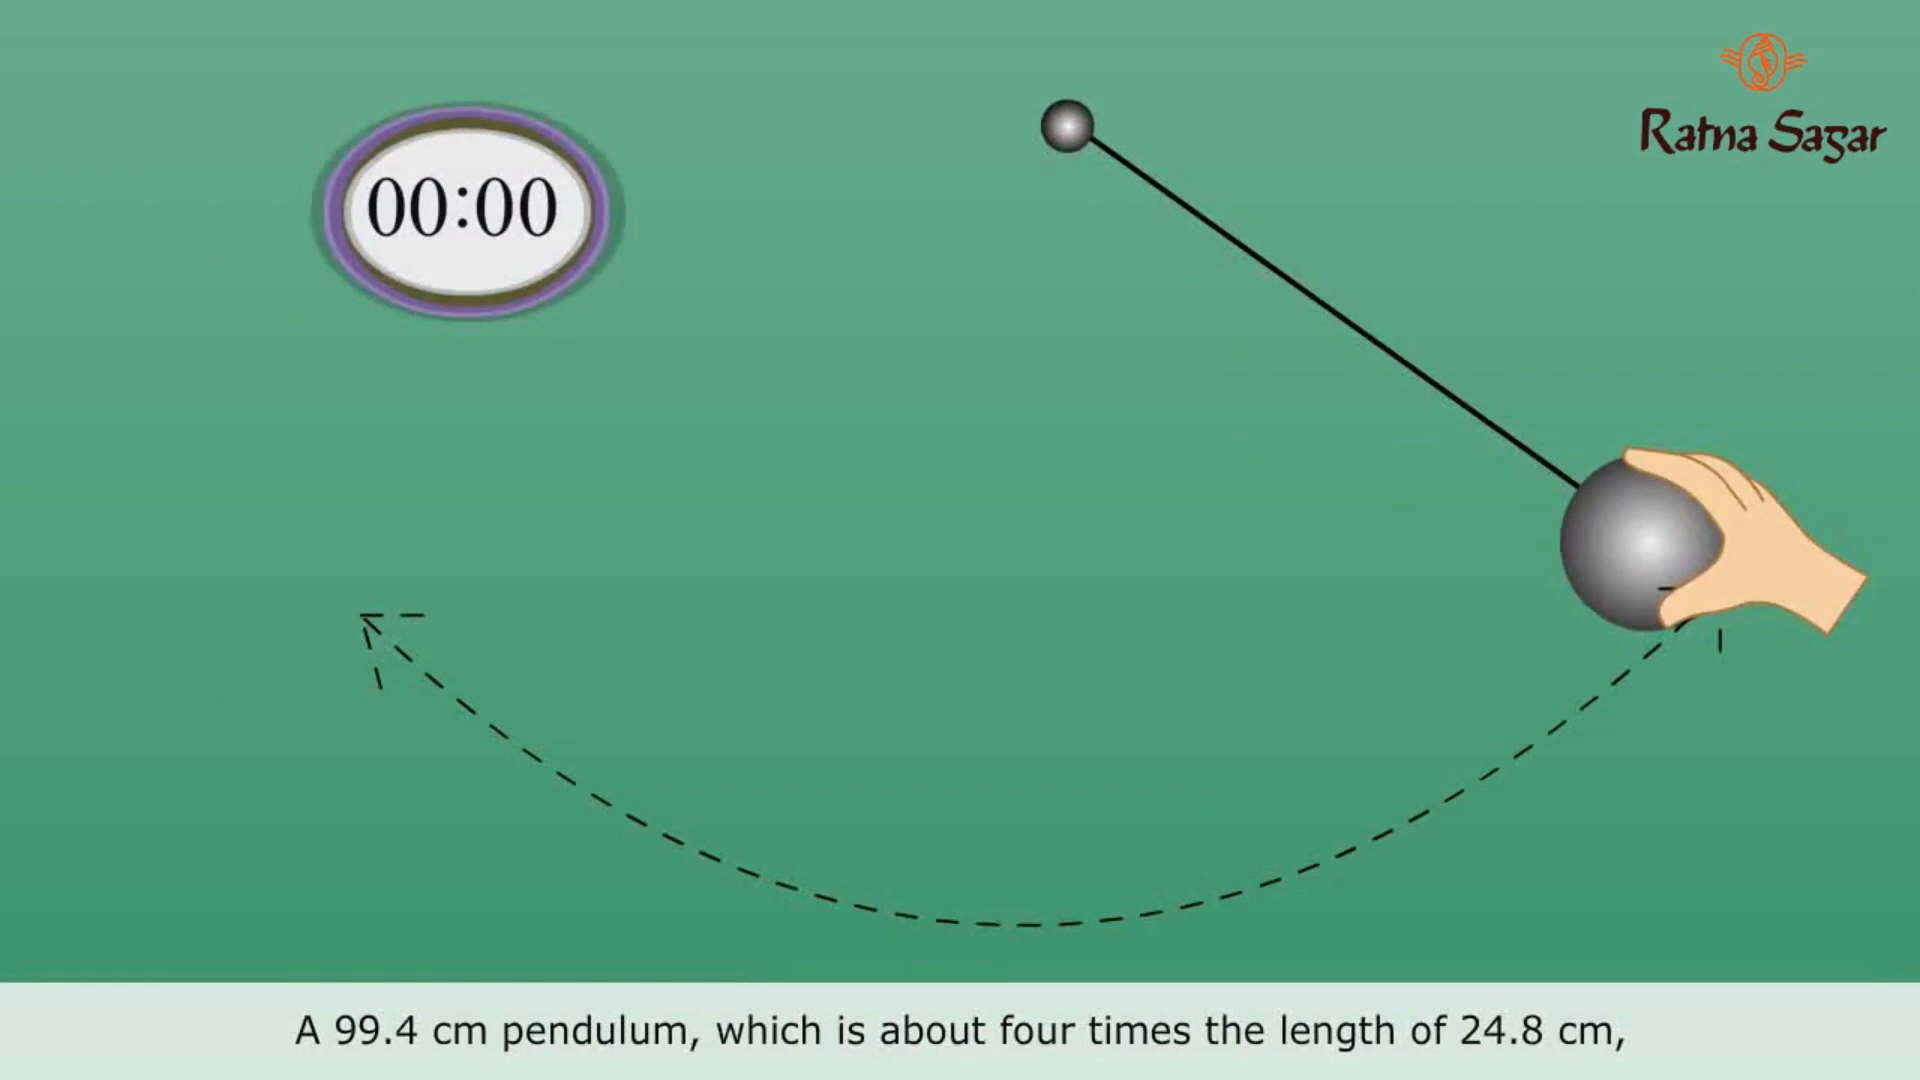 Ratna Sagar
00:00
A 99.4 cm pendulum, which is about four times the length of 24.8 cm,